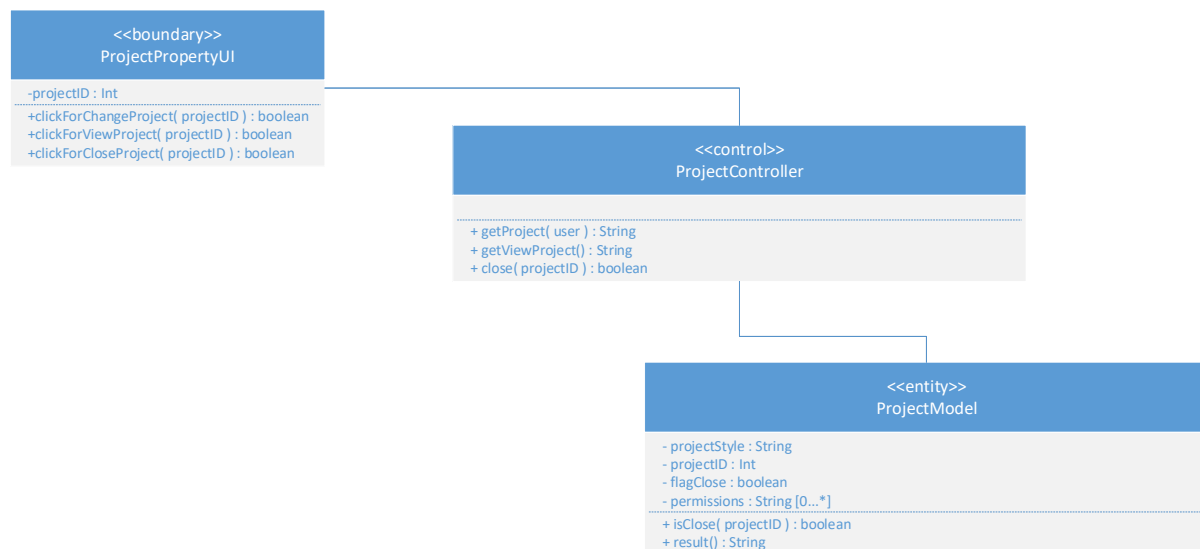 <<boundary>>
ProjectPropertyUI
-projectID : Int
+clickForChangeProject( projectID ) : boolean
+clickForViewProject( projectID ) : boolean
+clickForCloseProject( projectID ) : boolean
<<control>>
ProjectController
+ getProject( user ) : String
+ getViewProject() : String
+ close( projectID ) : boolean
<<entity>>
ProjectModel
- projectStyle : String
- projectID : Int
- flagClose : boolean
- permissions : String [0...*]
+ isClose( projectID ) : boolean
+ result() : String